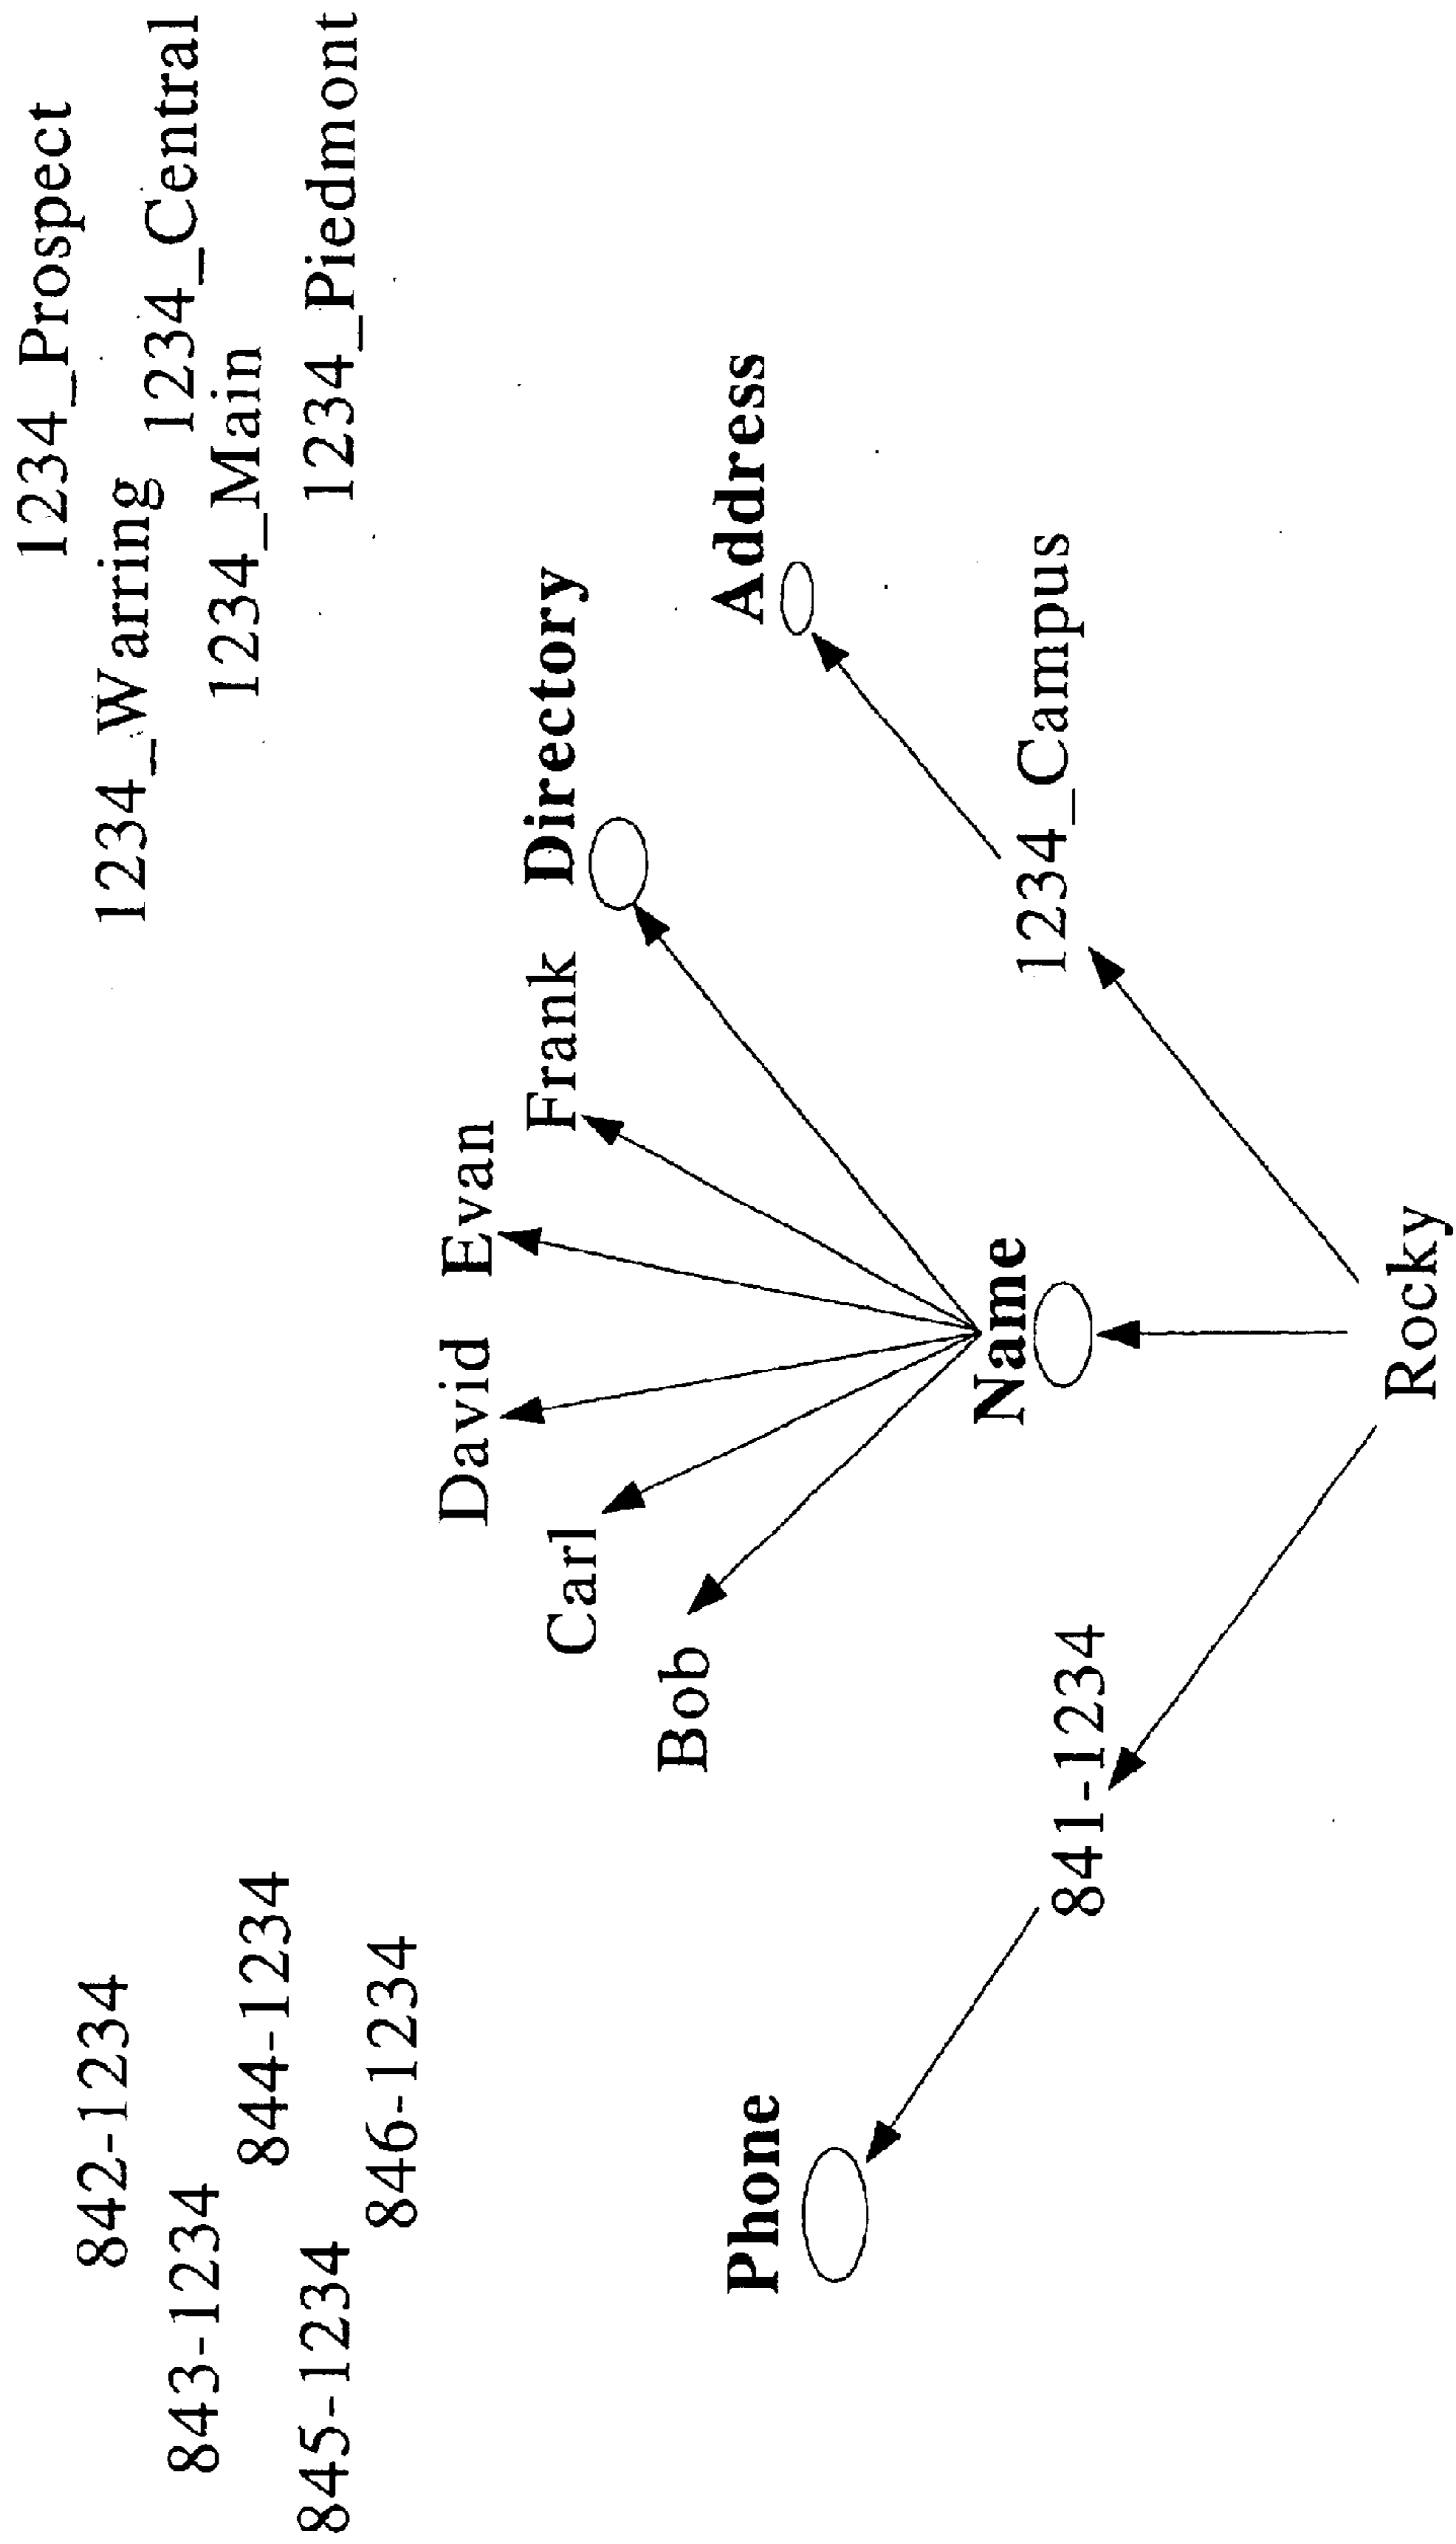 842-1234
1234_Prospect
843-1234
1234_Warring
844-1234
1234_Central
845-1234
1234_Main
846-1234
1234_Piedmont
David Evan
Carl
Frank
Directory
Bob
Phone
Address
Name
841-1234
1234_Campus
Rocky